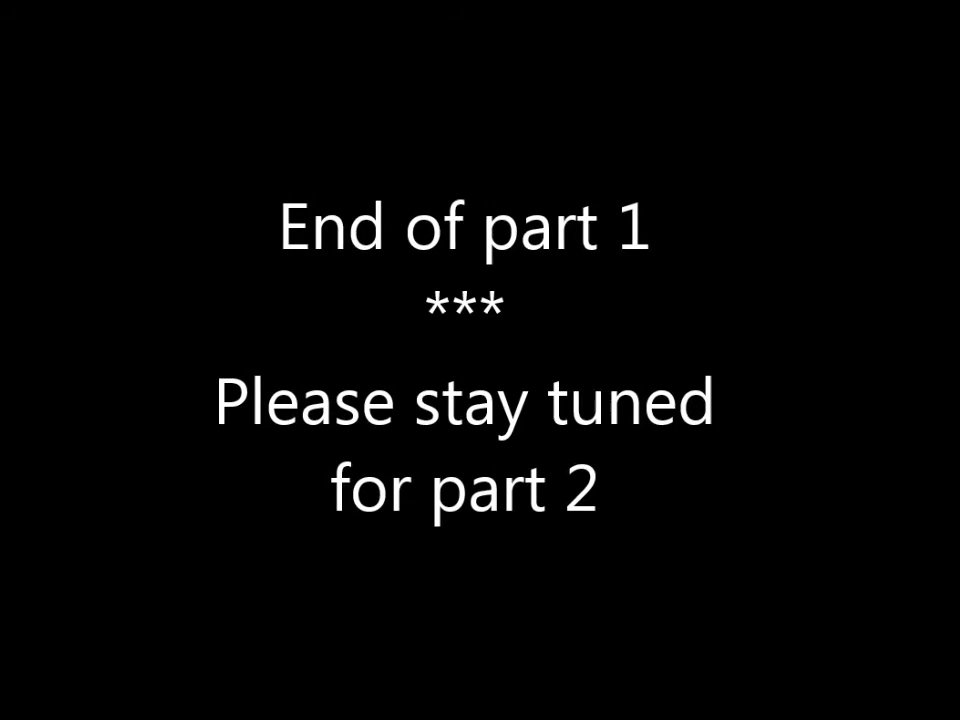 End of part 1
***
Please stay tuned
for part 2